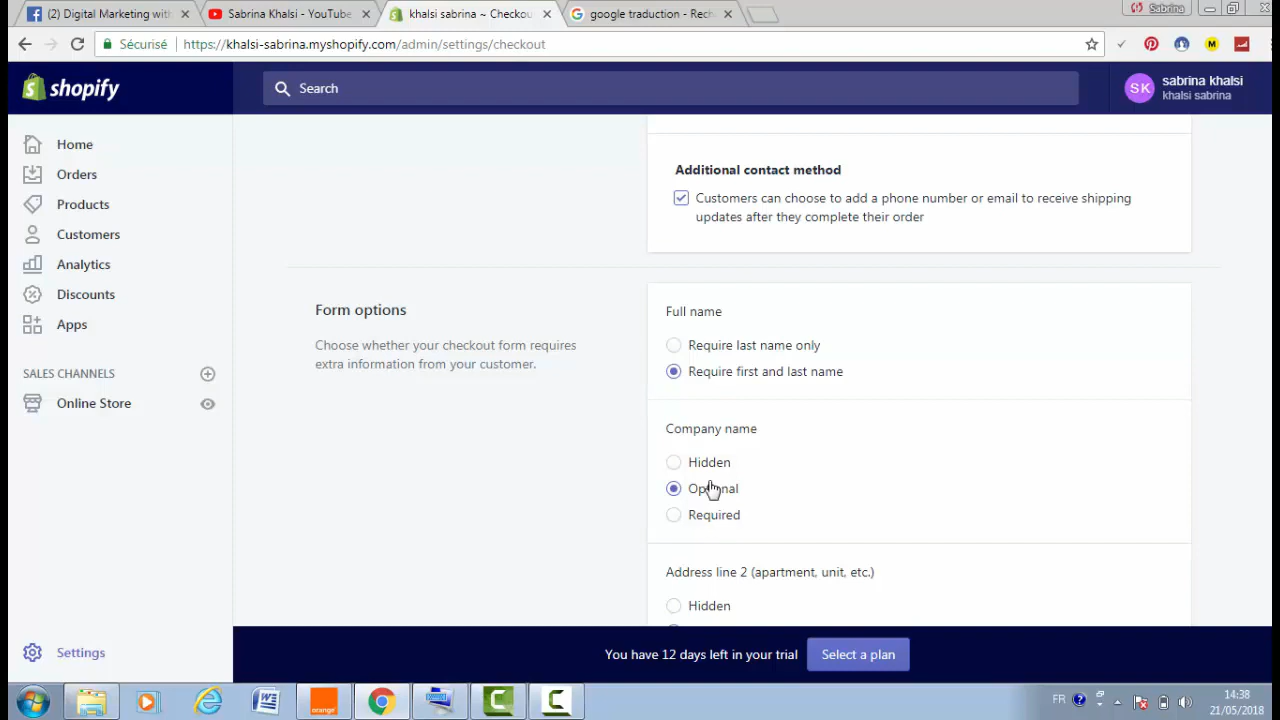 (2) Digital Marketing with
Sabrina Khalsi - YouTube
khalsi sabrina ~ Checkou
google traduction - Rech
Sabrina
Sécurisé
https://khalsi-sabrina.myshopify.com/admin/settings/checkout
shopify
Search
SK
sabrina khalsi
khalsi sabrina
Home
Orders
Products
Customers
Analytics
Discounts
Apps
SALES CHANNELS
Online Store
Settings
Additional contact method
Customers can choose to add a phone number or email to receive shipping
updates after they complete their order
Form options
Choose whether your checkout form requires
extra information from your customer.
Full name
Require last name only
Require first and last name
Company name
Hidden
Optional
Required
Address line 2 (apartment, unit, etc.)
Hidden
You have 12 days left in your trial
Select a plan
orange
FR
14:38
21/05/2018